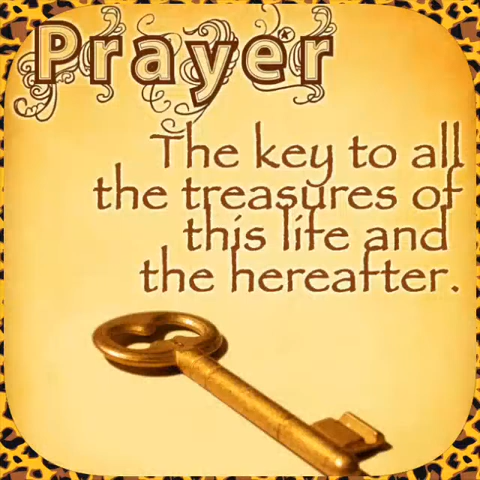 Prayer
The key to all
the treasures of
this life and
the hereafter.